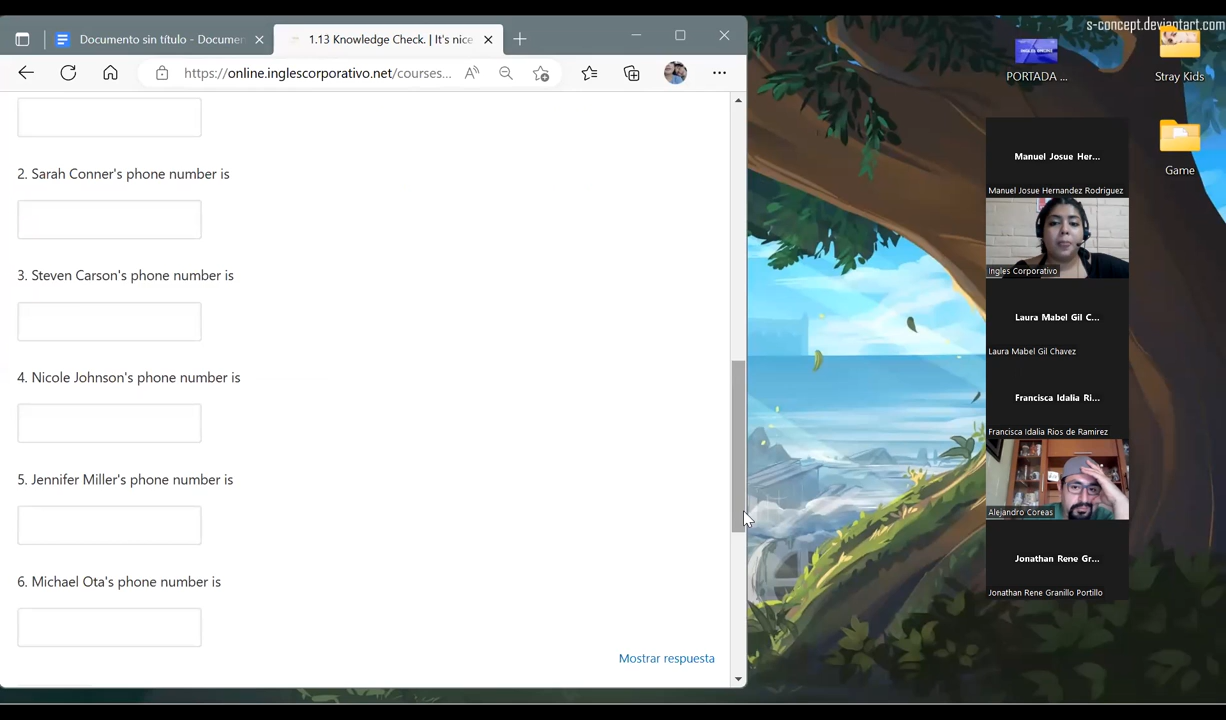 s-concept.deviantart.com
Documento sin título - Documen
1.13 Knowledge Check. | It's nice
https://online.inglescorporativo.net/courses...
2. Sarah Conner's phone number is
3. Steven Carson's phone number is
4. Nicole Johnson's phone number is
5. Jennifer Miller's phone number is
6. Michael Ota's phone number is
Mostrar respuesta
INGLES ONLINE
PORTADA ...
Stray Kids
Game
Manuel Josue Her...
Manuel Josue Hernandez Rodriguez
Ingles Corporativo
Laura Mabel Gil C...
Laura Mabel Gil Chavez
Francisca Idalia Ri...
Francisca Idalia Rios de Ramirez
Alejandro Coreas
Jonathan Rene Gr...
Jonathan Rene Granillo Portillo